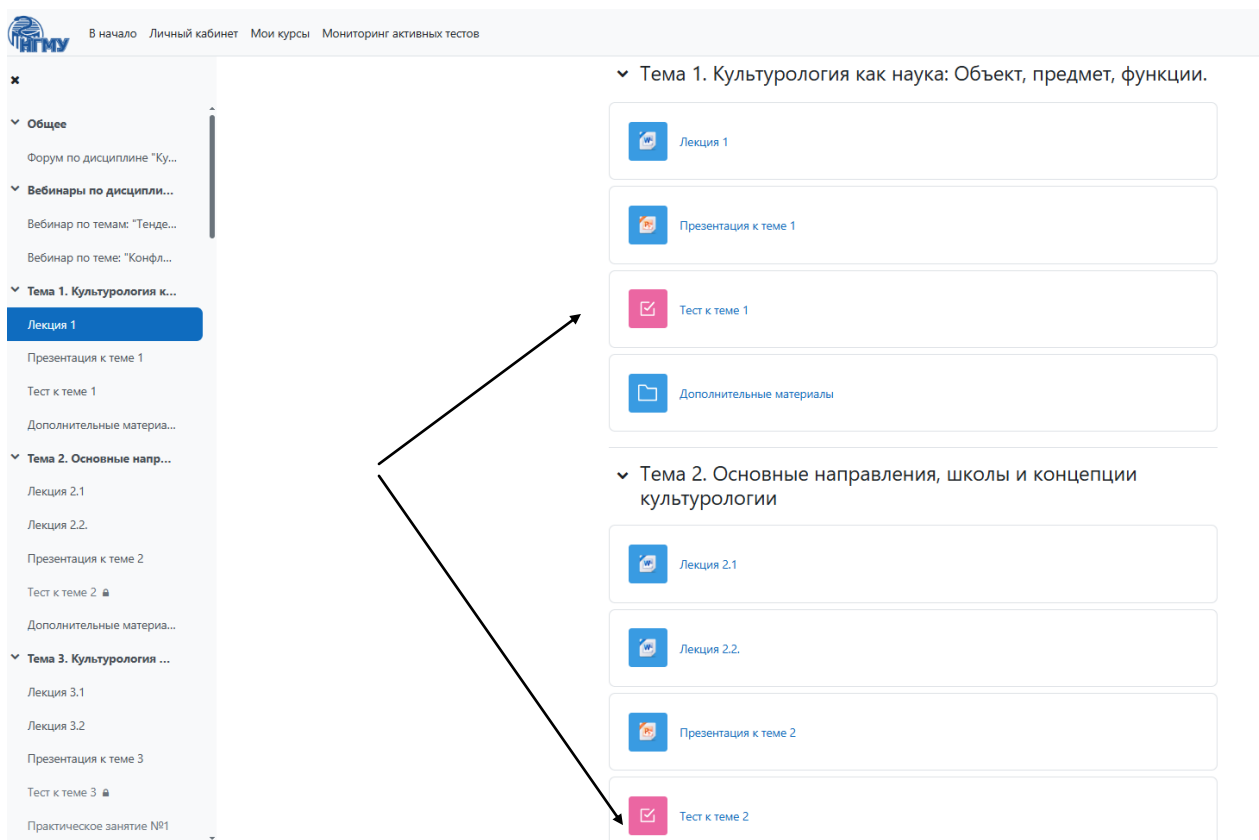 НГМУ
В начало Личный кабинет Мои курсы Мониторинг активных тестов
Общее
Форум по дисциплине "Ку...
Вебинары по дисципли...
Вебинар по темам: "Тенде...
Вебинар по теме: "Конфл...
Тема 1. Культурология к...
Лекция 1
Презентация к теме 1
Тест к теме 1
Дополнительные материа...
Тема 2. Основные напр...
Лекция 2.1
Лекция 2.2.
Презентация к теме 2
Тест к теме 2
Дополнительные материа...
Тема 3. Культурология ...
Лекция 3.1
Лекция 3.2
Презентация к теме 3
Тест к теме 3
Практическое занятие №1
Тема 1. Культурология как наука: Объект, предмет, функции.
Лекция 1
Презентация к теме 1
Тест к теме 1
Дополнительные материалы
Тема 2. Основные направления, школы и концепции
культурологии
Лекция 2.1
Лекция 2.2.
Презентация к теме 2
Тест к теме 2